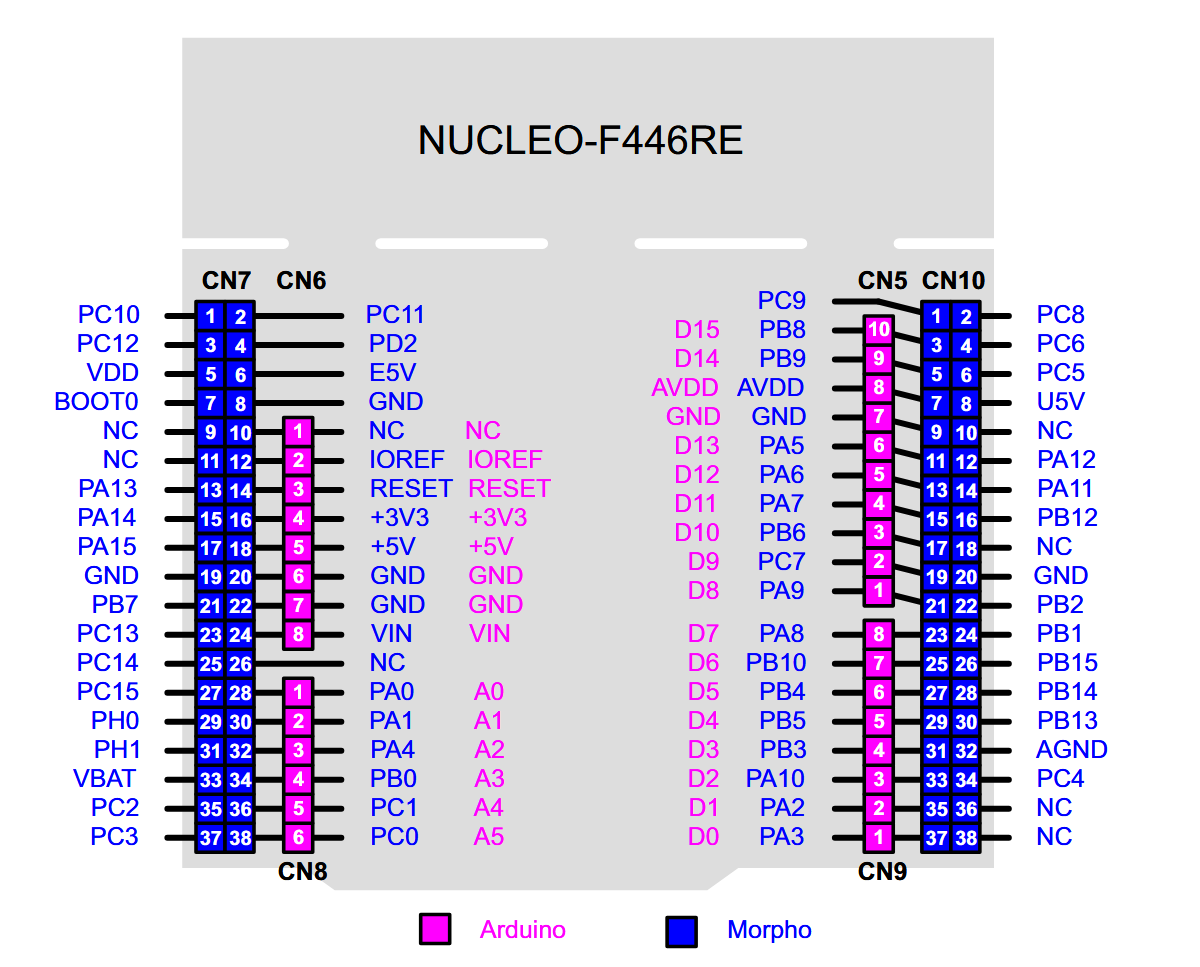 NUCLEO-F446RE
CN7 CN6 CN5 CN10
PC9
PC10 1 2 PC11 1 2 PC8
D15 PB8 10
PC12 3 4 PD2 3 4 PC6
D14 PB9 9
VDD 5 6 E5V 5 6 PC5
AVDD AVDD 8
BOOT0 7 8 GND 7 8 U5V
GND GND 7
NC 9 10 1 NC NC 9 10 NC
D13 PA5 6
NC 11 12 2 IOREF IOREF 11 12 PA12
D12 PA6 5
PA13 13 14 3 RESET RESET 13 14 PA11
D11 PA7 4
PA14 15 16 4 +3V3 +3V3 15 16 PB12
D10 PB6 3
PA15 17 18 5 +5V +5V 17 18 NC
D9 PC7 2
GND 19 20 6 GND GND 19 20 GND
D8 PA9 1
PB7 21 22 7 GND GND 21 22 PB2
PC13 23 24 8 VIN VIN D7 PA8 8 23 24 PB1
PC14 25 26 NC D6 PB10 7 25 26 PB15
PC15 27 28 1 PA0 A0 D5 PB4 6 27 28 PB14
PH0 29 30 2 PA1 A1 D4 PB5 5 29 30 PB13
PH1 31 32 3 PA4 A2 D3 PB3 4 31 32 AGND
VBAT 33 34 4 PB0 A3 D2 PA10 3 33 34 PC4
PC2 35 36 5 PC1 A4 D1 PA2 2 35 36 NC
PC3 37 38 6 PC0 A5 D0 PA3 1 37 38 NC
CN8 CN9
Arduino Morpho